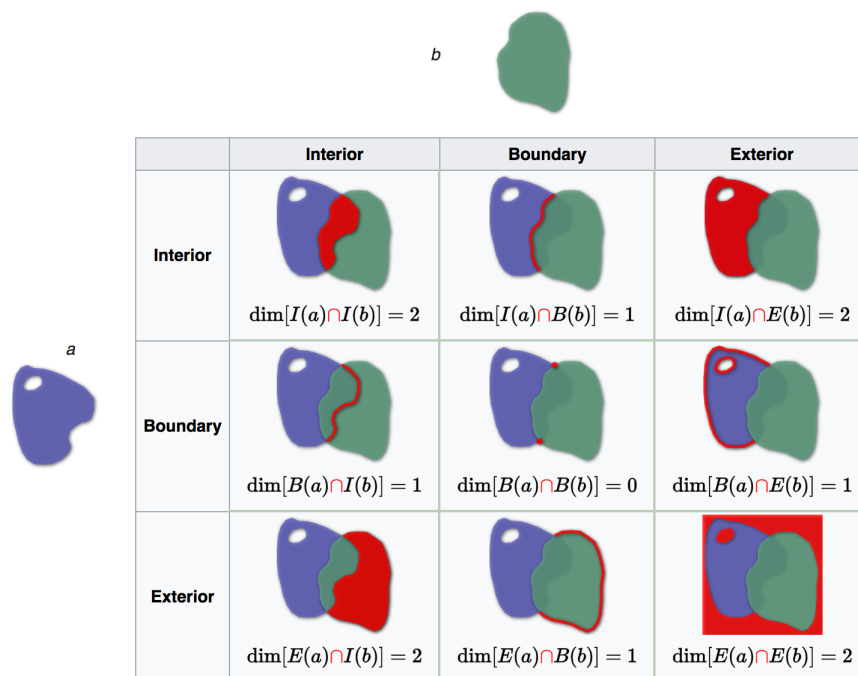 b
Interior Boundary Exterior
Interior
dim[I(a)∩I(b)] = 2 dim[I(a)∩B(b)] = 1 dim[I(a)∩E(b)] = 2
a
Boundary
dim[B(a)∩I(b)] = 1 dim[B(a)∩B(b)] = 0 dim[B(a)∩E(b)] = 1
Exterior
dim[E(a)∩I(b)] = 2 dim[E(a)∩B(b)] = 1 dim[E(a)∩E(b)] = 2